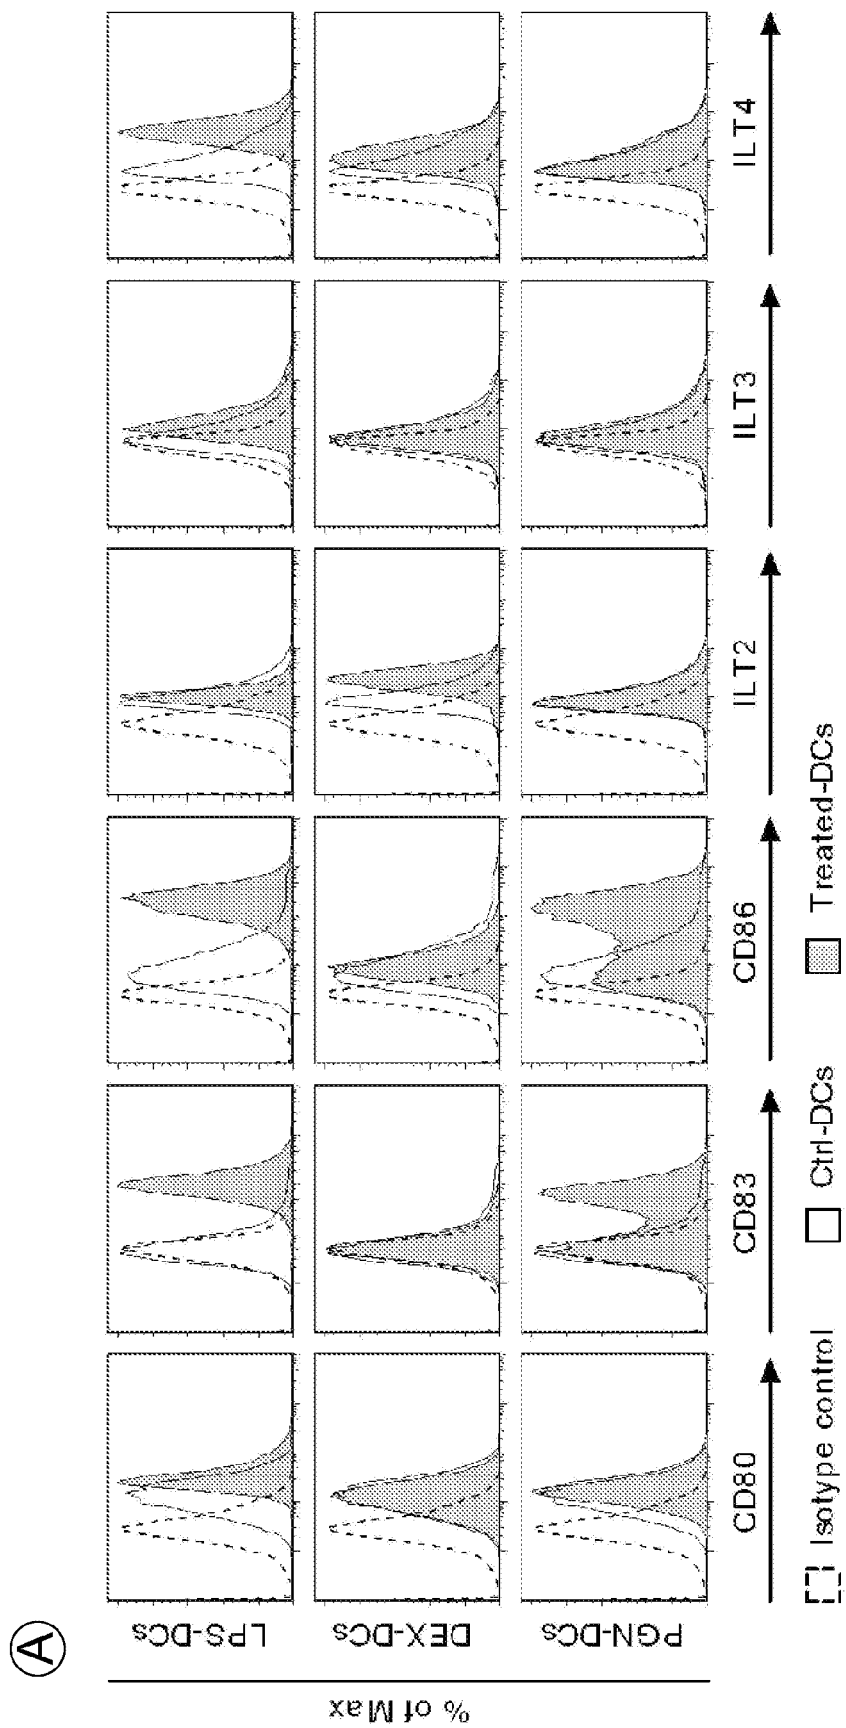 A
% of Max
LPS-DCs
DEX-DCs
PGN-DCs
CD80
CD83
CD86
ILT2
ILT3
ILT4
Isotype control
Ctrl-DCs
Treated-DCs